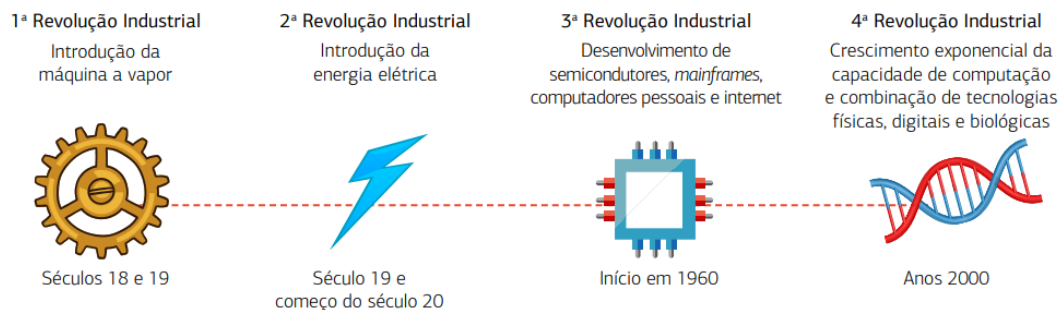 1ª Revolução Industrial
Introdução da
máquina a vapor
Séculos 18 e 19
2ª Revolução Industrial
Introdução da
energia elétrica
Século 19 e
começo do século 20
3ª Revolução Industrial
Desenvolvimento de
semicondutores, mainframes,
computadores pessoais e internet
Início em 1960
4ª Revolução Industrial
Crescimento exponencial da
capacidade de computação
e combinação de tecnologias
físicas, digitais e biológicas
Anos 2000